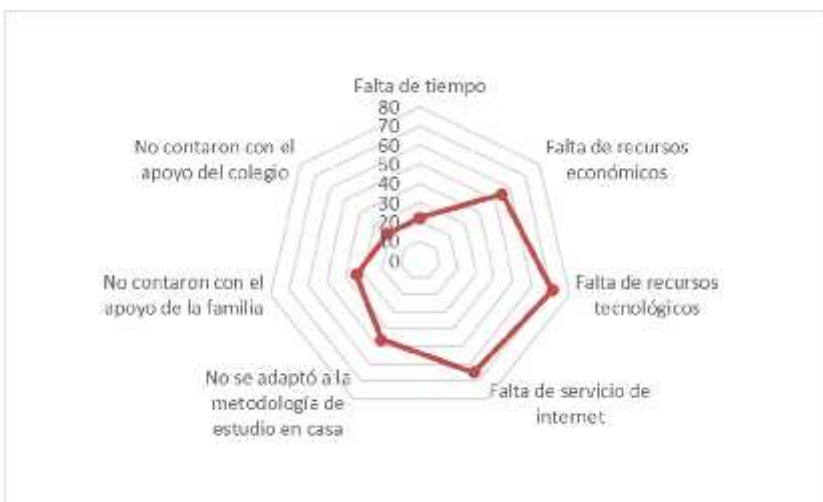 Falta de tiempo
80
70
60
50
40
30
20
10
0
Falta de recursos
económicos
Falta de recursos
tecnológicos
Falta de servicio de
internet
No se adaptó a la
metodología de
estudio en casa
No contaron con el
apoyo de la familia
No contaron con el
apoyo del colegio